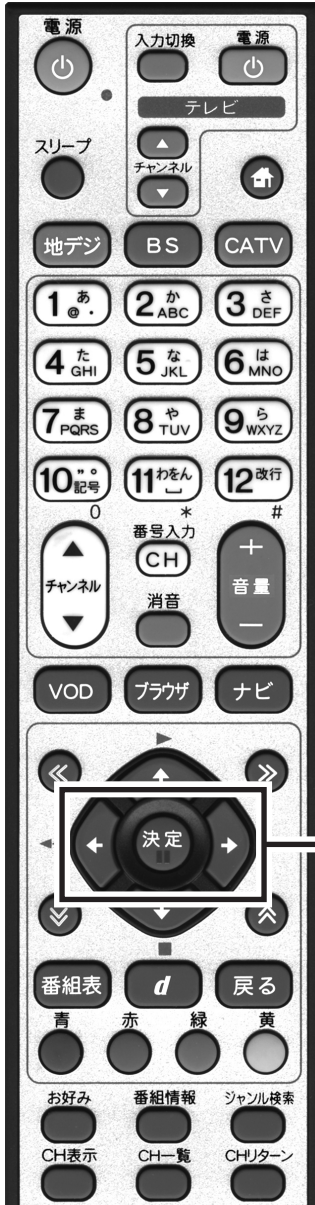 電源
入力切換 電源
テレビ
スリープ
チャンネル
地デジ BS CATV
1 あ @. 2 か ABC 3 さ DEF
4 た GHI 5 な JKL 6 は MNO
7 ま PQRS 8 や TUV 9 ら WXYZ
10 ゛゜ 記号 11 わをん 12 改行
0 * #
番号入力
CH
チャンネル
+
音量
-
消音
VOD ブラウザ ナビ
決定
番組表 d 戻る
青 赤 緑 黄
お好み 番組情報 ジャンル検索
CH表示 CH一覧 CHリターン